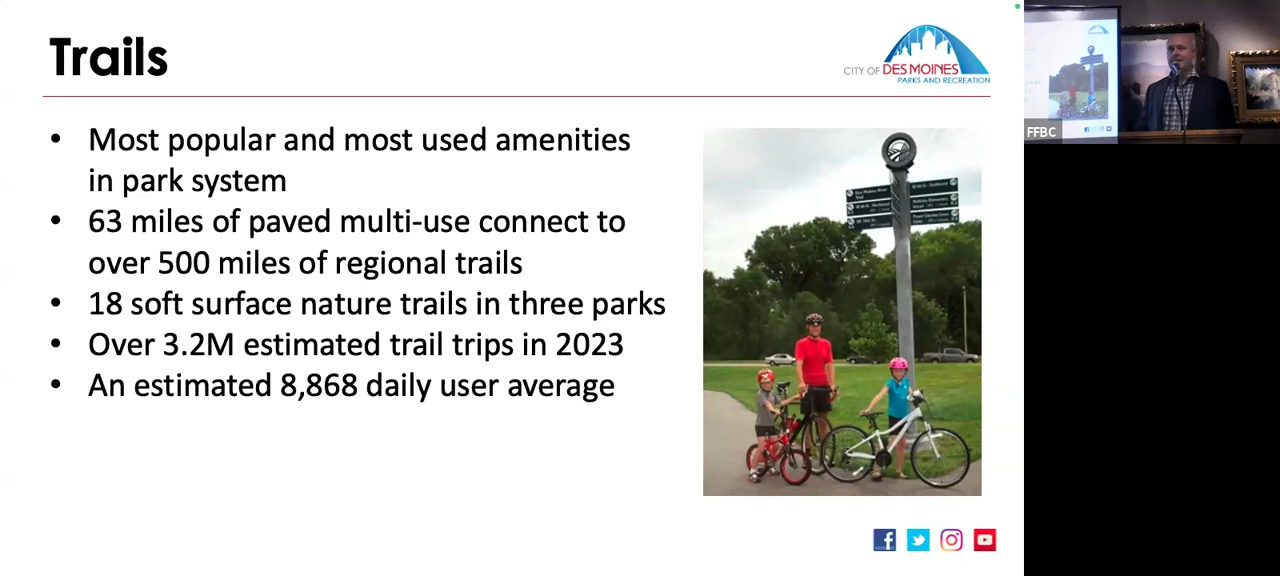 Trails
CITY OF DES MOINES
PARKS AND RECREATION
• Most popular and most used amenities
in park system
• 63 miles of paved multi-use connect to
over 500 miles of regional trails
• 18 soft surface nature trails in three parks
• Over 3.2M estimated trail trips in 2023
• An estimated 8,868 daily user average
FFBC